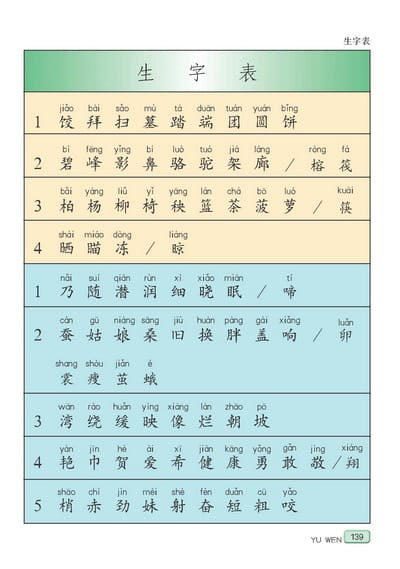 生字表
生 字 表
jiǎo bài sǎo mù tà duān tuán yuán bǐng
1 饺 拜 扫 墓 踏 端 团 圆 饼
bì fēng yǐng bí luò tuó jià láng róng fá
2 碧 峰 影 鼻 骆 驼 架 廊 / 榕 筏
bǎi yáng liǔ yǐ yāng lán chá bō luó kuài
3 柏 杨 柳 椅 秧 篮 茶 菠 萝 / 筷
shài miáo dòng liàng
4 晒 瞄 冻 / 晾
nǎi suí qián rùn xì xiǎo mián tí
1 乃 随 潜 润 细 晓 眠 / 啼
cán gū niáng sāng jiù huàn pàng gài xiǎng luǎn
2 蚕 姑 娘 桑 旧 换 胖 盖 响 / 卵
shang shòu jiǎn é
裳 瘦 茧 蛾
wān rào huǎn yìng xiàng làn zhāo pō
3 湾 绕 缓 映 像 烂 朝 坡
yàn jīn hè ài xī jiàn kāng yǒng gǎn jìng xiáng
4 艳 巾 贺 爱 希 健 康 勇 敢 敬 / 翔
shāo chì jìn mèi shè fèn duǎn cū yǎo
5 梢 赤 劲 妹 射 奋 短 粗 咬
YU WEN 139